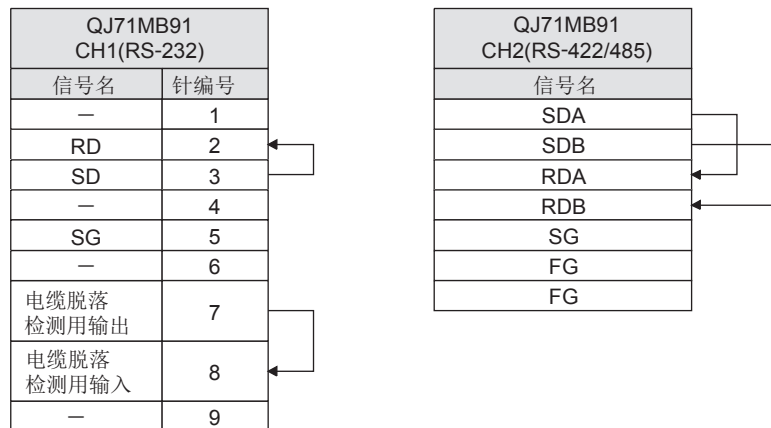 QJ71MB91
CH1(RS-232)
信号名 针编号
— 1
RD 2
SD 3
— 4
SG 5
— 6
电缆脱落
检测用输出 7
电缆脱落
检测用输入 8
— 9
QJ71MB91
CH2(RS-422/485)
信号名
SDA
SDB
RDA
RDB
SG
FG
FG